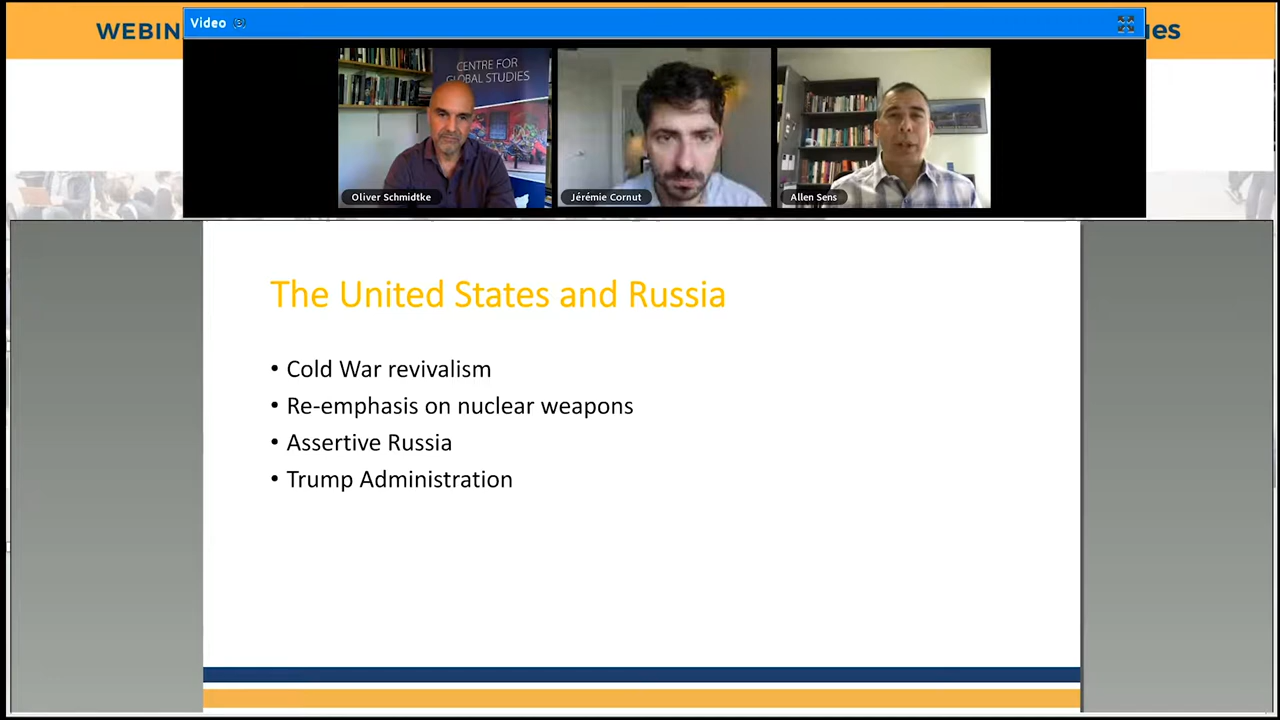 WEBIN
Video (3)
ies
CENTRE FOR
GLOBAL STUDIES
Oliver Schmidtke
Jérémie Cornut
Allen Sens
The United States and Russia
• Cold War revivalism
• Re-emphasis on nuclear weapons
• Assertive Russia
• Trump Administration